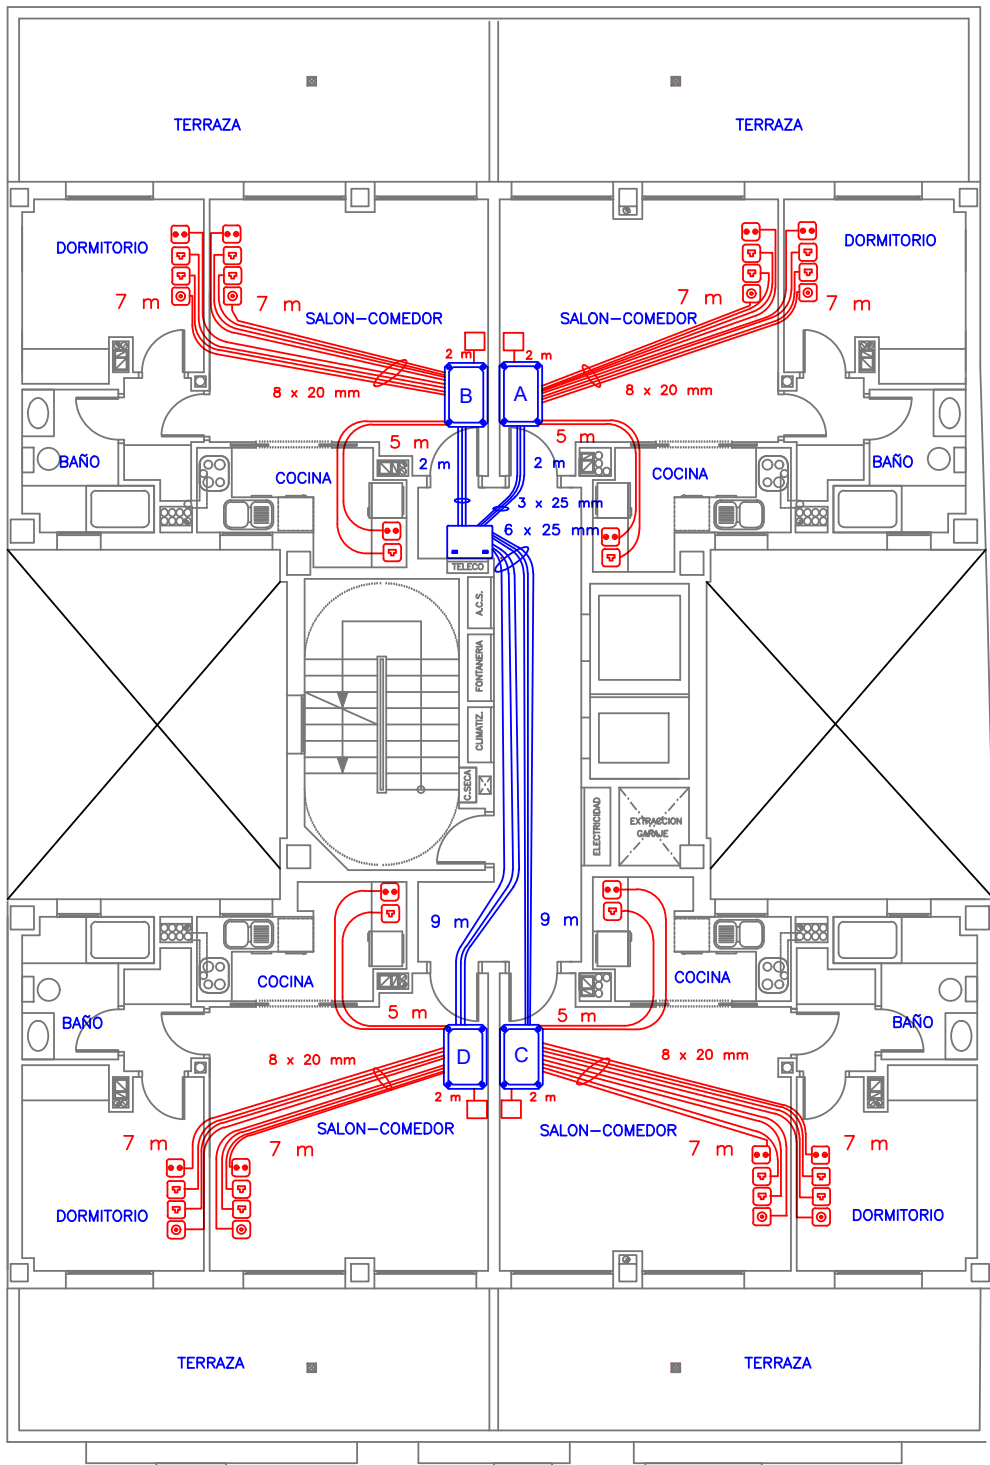 TERRAZA
TERRAZA
DORMITORIO
DORMITORIO
7 m
7 m
7 m
7 m
SALON-COMEDOR
SALON-COMEDOR
2 m
2 m
8 x 20 mm
8 x 20 mm
B
A
5 m
5 m
2 m
2 m
BAÑO
COCINA
COCINA
BAÑO
3 x 25 mm
6 x 25 mm
TELECO
A.C.S.
FONTANERIA
CLIMATIZ.
C.SECA
ELECTRICIDAD
EXTRACCION
GARAJE
9 m
9 m
COCINA
COCINA
5 m
5 m
BAÑO
BAÑO
8 x 20 mm
8 x 20 mm
D
C
2 m
2 m
SALON-COMEDOR
SALON-COMEDOR
7 m
7 m
7 m
7 m
DORMITORIO
DORMITORIO
TERRAZA
TERRAZA